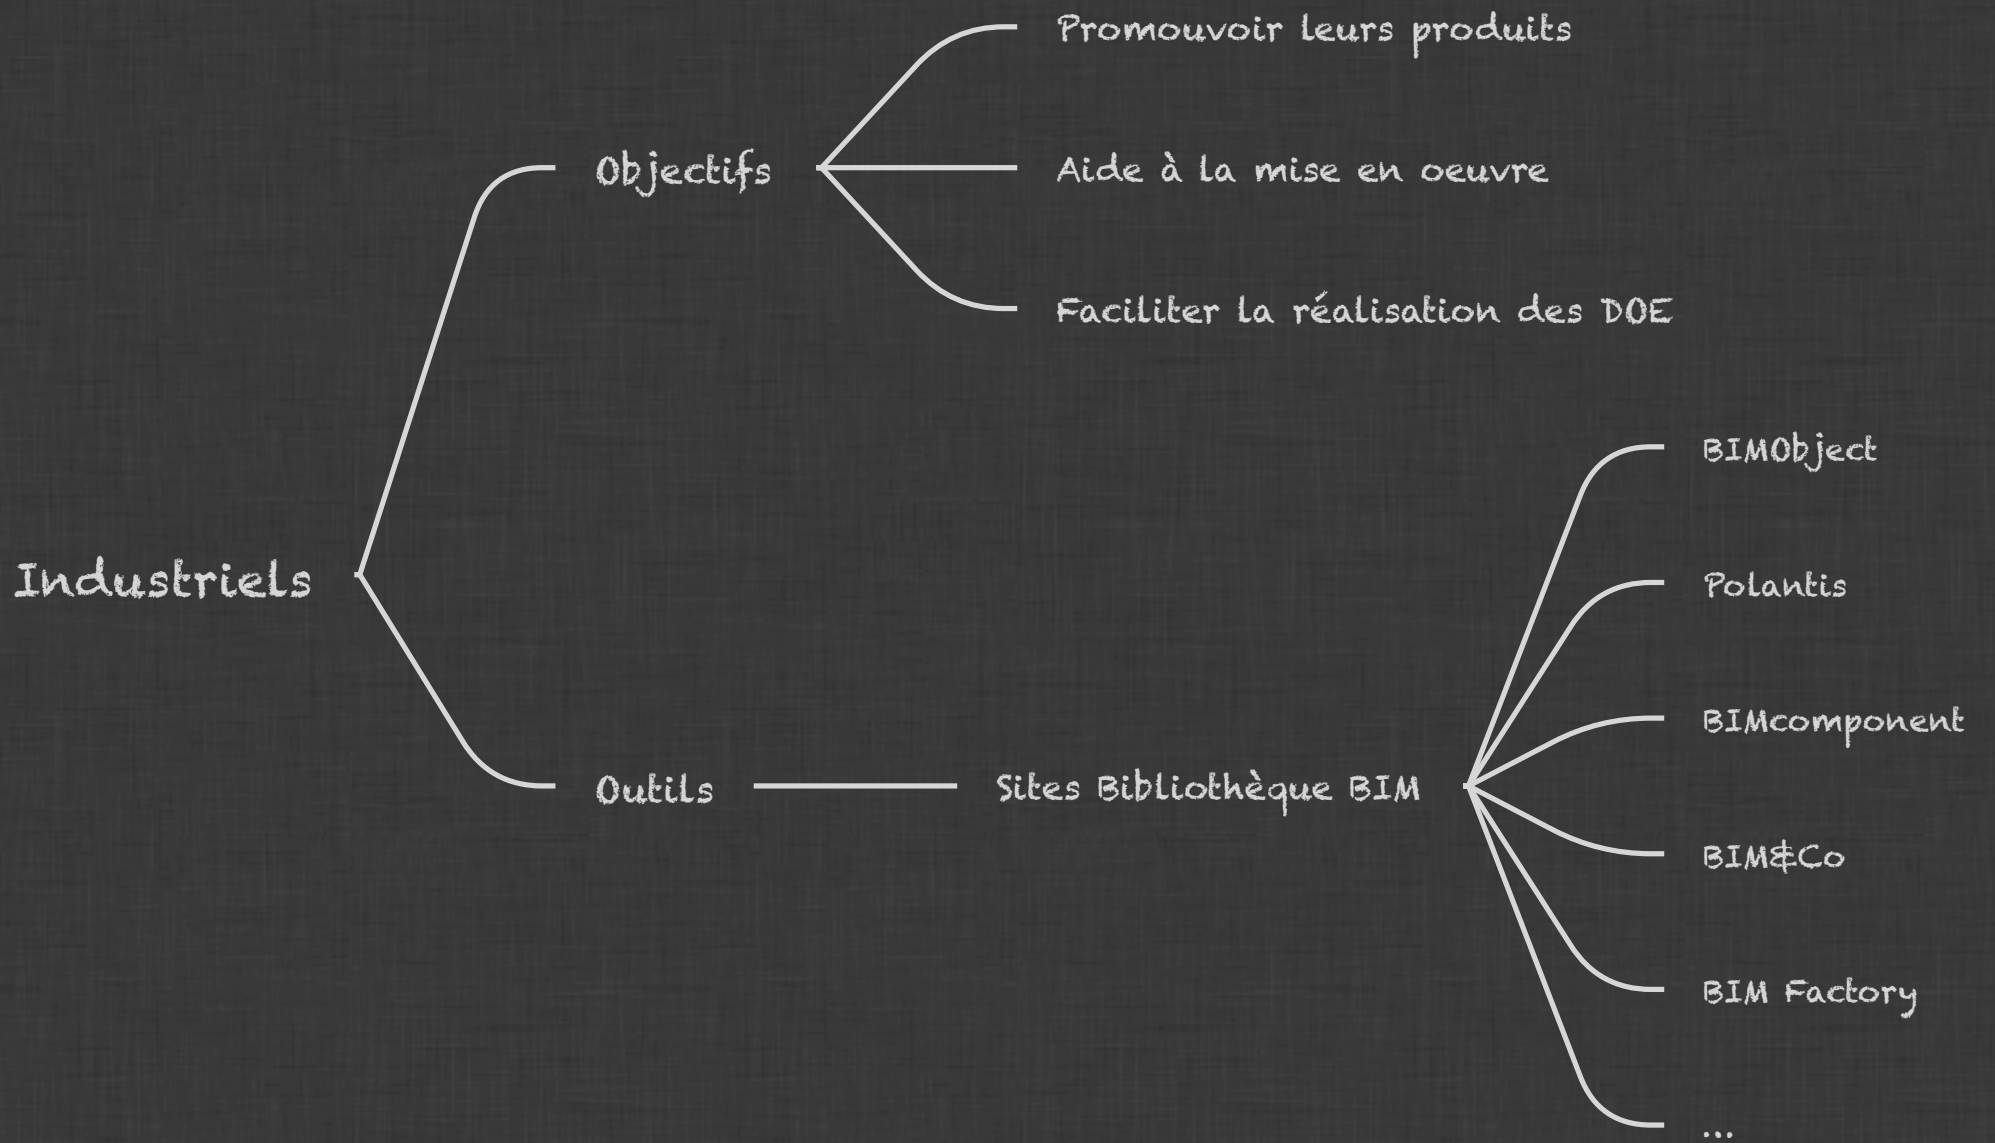 Promouvoir leurs produits
Objectifs
Aide à la mise en oeuvre
Faciliter la réalisation des DOE
Industriels
Outils
Sites Bibliothèque BIM
BIMObject
Polantis
BIMcomponent
BIM&Co
BIM Factory
...